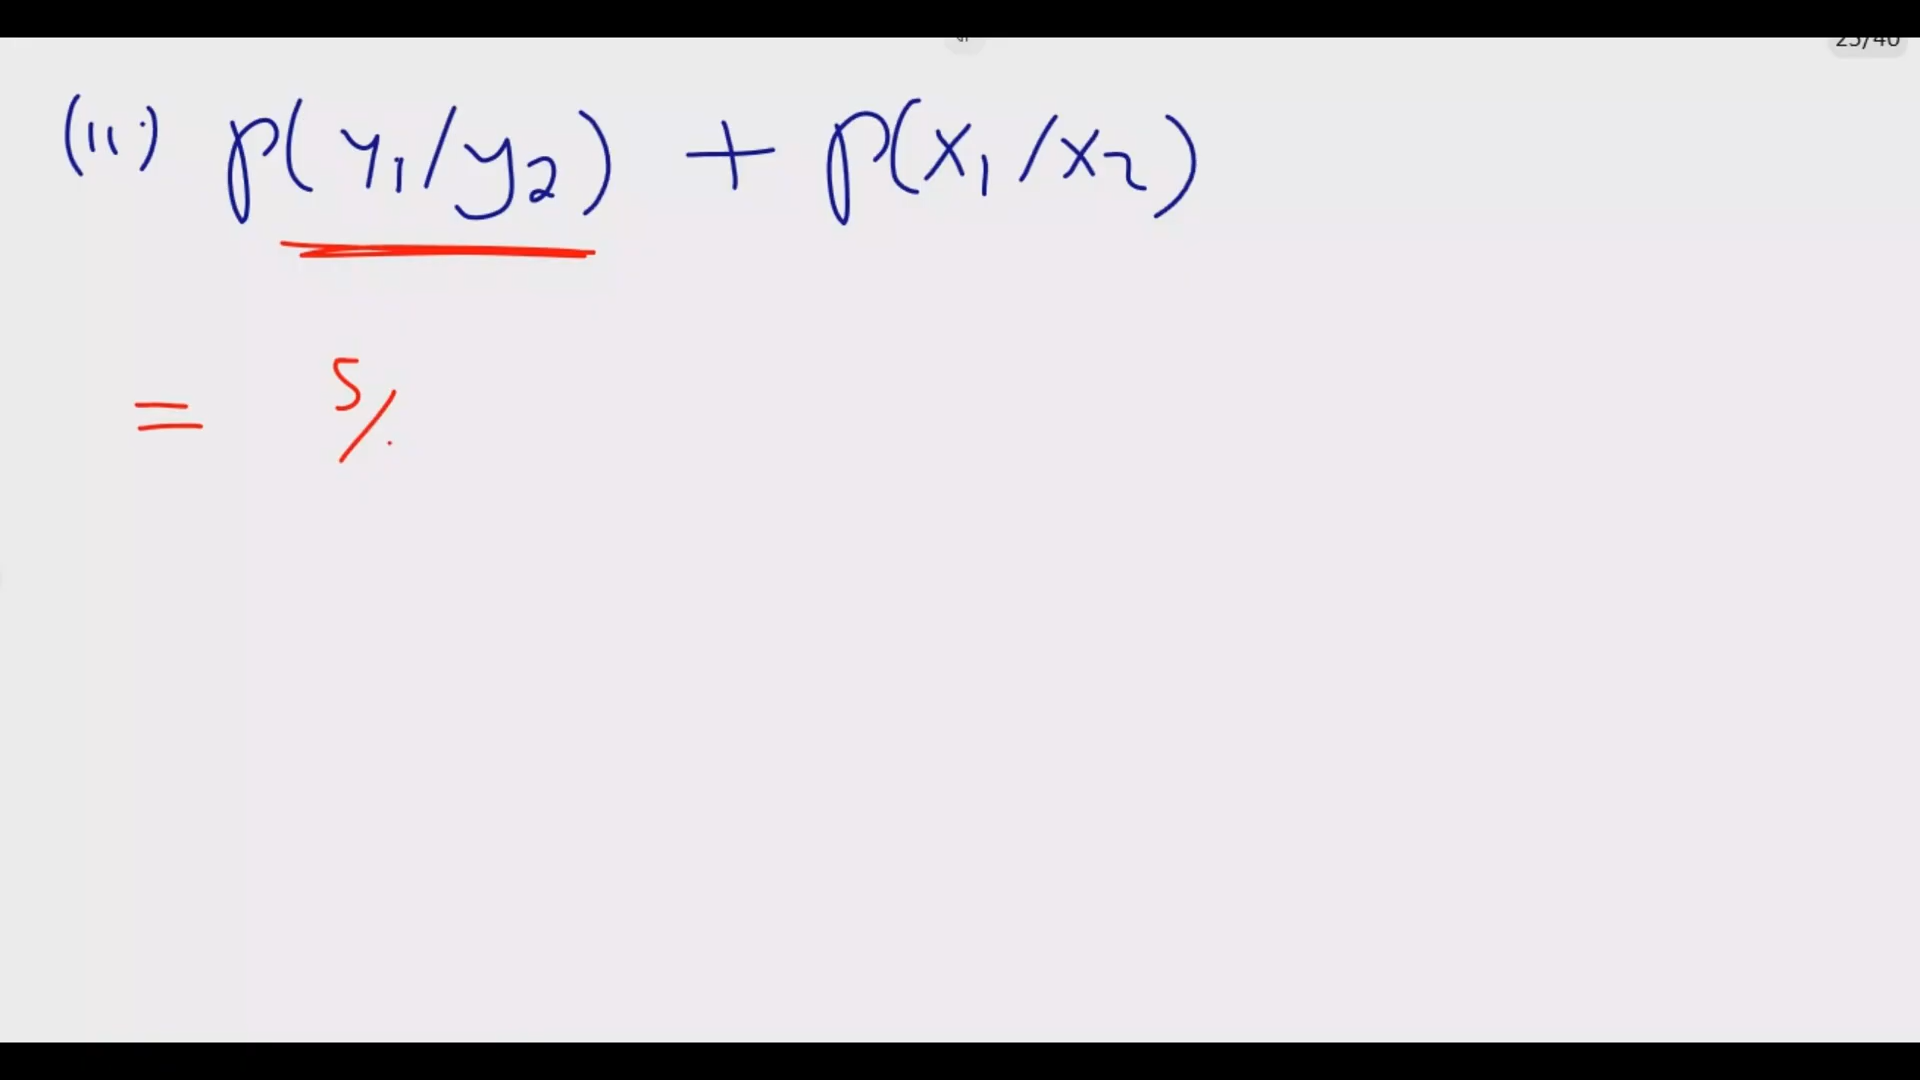 (ii) P(Y₁/y₂) + P(X₁/X₂)
= 5/